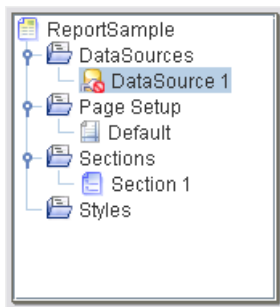 ReportSample
DataSources
DataSource 1
Page Setup
Default
Sections
Section 1
Styles